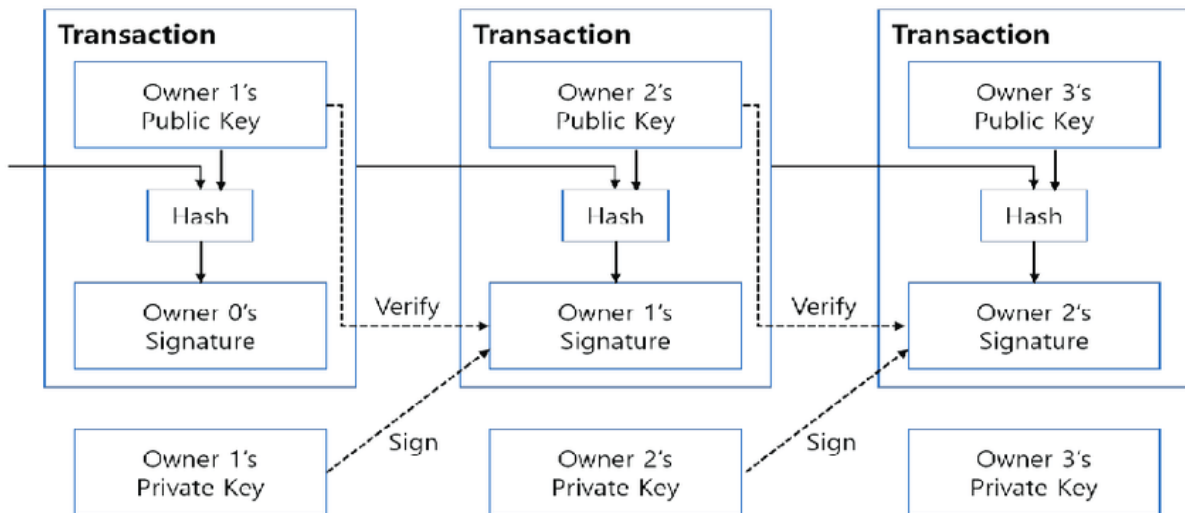 Transaction
Owner 1's
Public Key
Hash
Owner 0's
Signature
Verify
Sign
Owner 1's
Private Key
Transaction
Owner 2's
Public Key
Hash
Owner 1's
Signature
Verify
Sign
Owner 2's
Private Key
Transaction
Owner 3's
Public Key
Hash
Owner 2's
Signature
Owner 3's
Private Key